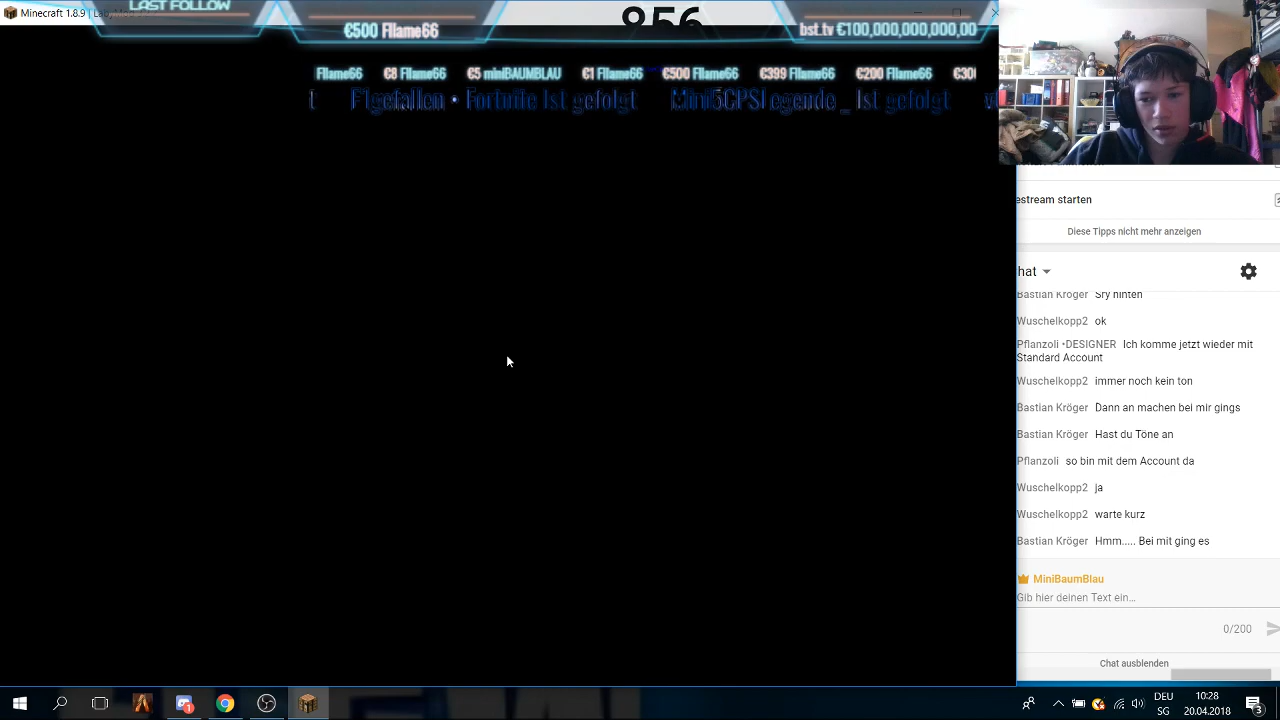 Minecraft 1.8.9 |
LAST FOLLOW
€500 Fllame66
856
bst.tv €100,000,000,000,00
Fllame66 €8 Fllame66 €5 miniBAUMBLAU €1 Fllame66 €500 Fllame66 €399 Fllame66 €200 Fllame66 €300
Fortnite ist gefolgt Mini5CPSlegende_ ist gefolgt
estream starten
Diese Tipps nicht mehr anzeigen
hat
Bastian Kröger Sry hinten
Wuschelkopp2 ok
Pflanzoli •DESIGNER Ich komme jetzt wieder mit
Standard Account
Wuschelkopp2 immer noch kein ton
Bastian Kröger Dann an machen bei mir gings
Bastian Kröger Hast du Töne an
Pflanzoli so bin mit dem Account da
Wuschelkopp2 ja
Wuschelkopp2 warte kurz
Bastian Kröger Hmm..... Bei mit ging es
MiniBaumBlau
Gib hier deinen Text ein...
0/200
Chat ausblenden
DEU
SG
10:28
20.04.2018
1
3